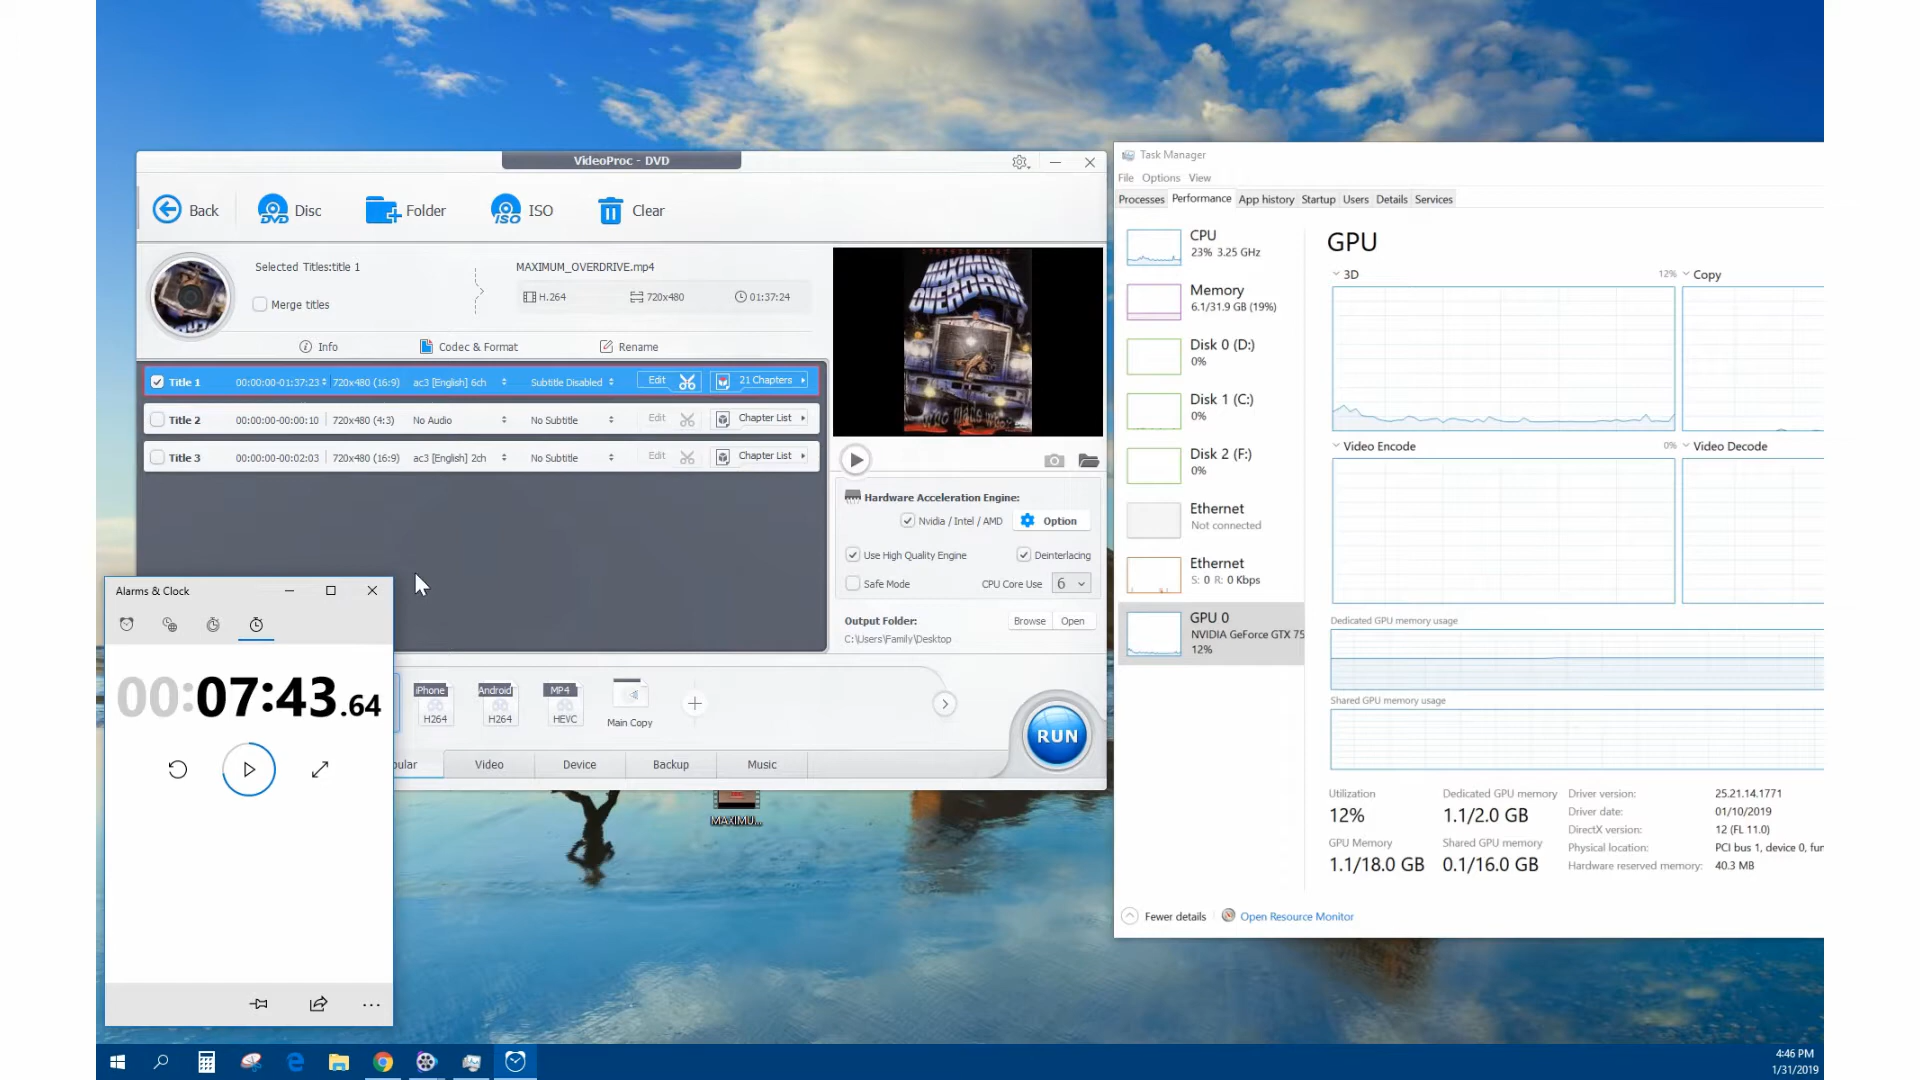 VideoProc - DVD
Back
Disc
Folder
ISO
Clear
Selected Titles:title 1
Merge titles
MAXIMUM_OVERDRIVE.mp4
H.264
720x480
01:37:24
Info
Codec & Format
Rename
Title 1 00:00:00-01:37:23 720x480 (16:9) ac3 [English] 6ch Subtitle Disabled Edit 21 Chapters
Title 2 00:00:00-00:00:10 720x480 (4:3) No Audio No Subtitle Edit Chapter List
Title 3 00:00:00-00:02:03 720x480 (16:9) ac3 [English] 2ch No Subtitle Edit Chapter List
MAXIMUM
OVERDRIVE
Who made who
Hardware Acceleration Engine:
Nvidia / Intel / AMD
Option
Use High Quality Engine
Deinterlacing
Safe Mode
CPU Core Use 6
Output Folder:
Browse
Open
C:\Users\Family\Desktop
iPhone
H264
Android
H264
MP4
HEVC
Main Copy
RUN
pular
Video
Device
Backup
Music
MAXIMU...
Alarms & Clock
00:07:43.64
Task Manager
File Options View
Processes Performance App history Startup Users Details Services
CPU
23% 3.25 GHz
Memory
6.1/31.9 GB (19%)
Disk 0 (D:)
0%
Disk 1 (C:)
0%
Disk 2 (F:)
0%
Ethernet
Not connected
Ethernet
S: 0 R: 0 Kbps
GPU 0
NVIDIA GeForce GTX 75
12%
GPU
3D 12%
Copy
Video Encode 0%
Video Decode
Dedicated GPU memory usage
Shared GPU memory usage
Utilization
12%
Dedicated GPU memory
1.1/2.0 GB
GPU Memory
1.1/18.0 GB
Shared GPU memory
0.1/16.0 GB
Driver version: 25.21.14.1771
Driver date: 01/10/2019
DirectX version: 12 (FL 11.0)
Physical location: PCI bus 1, device 0, fun
Hardware reserved memory: 40.3 MB
Fewer details
Open Resource Monitor
4:46 PM
1/31/2019